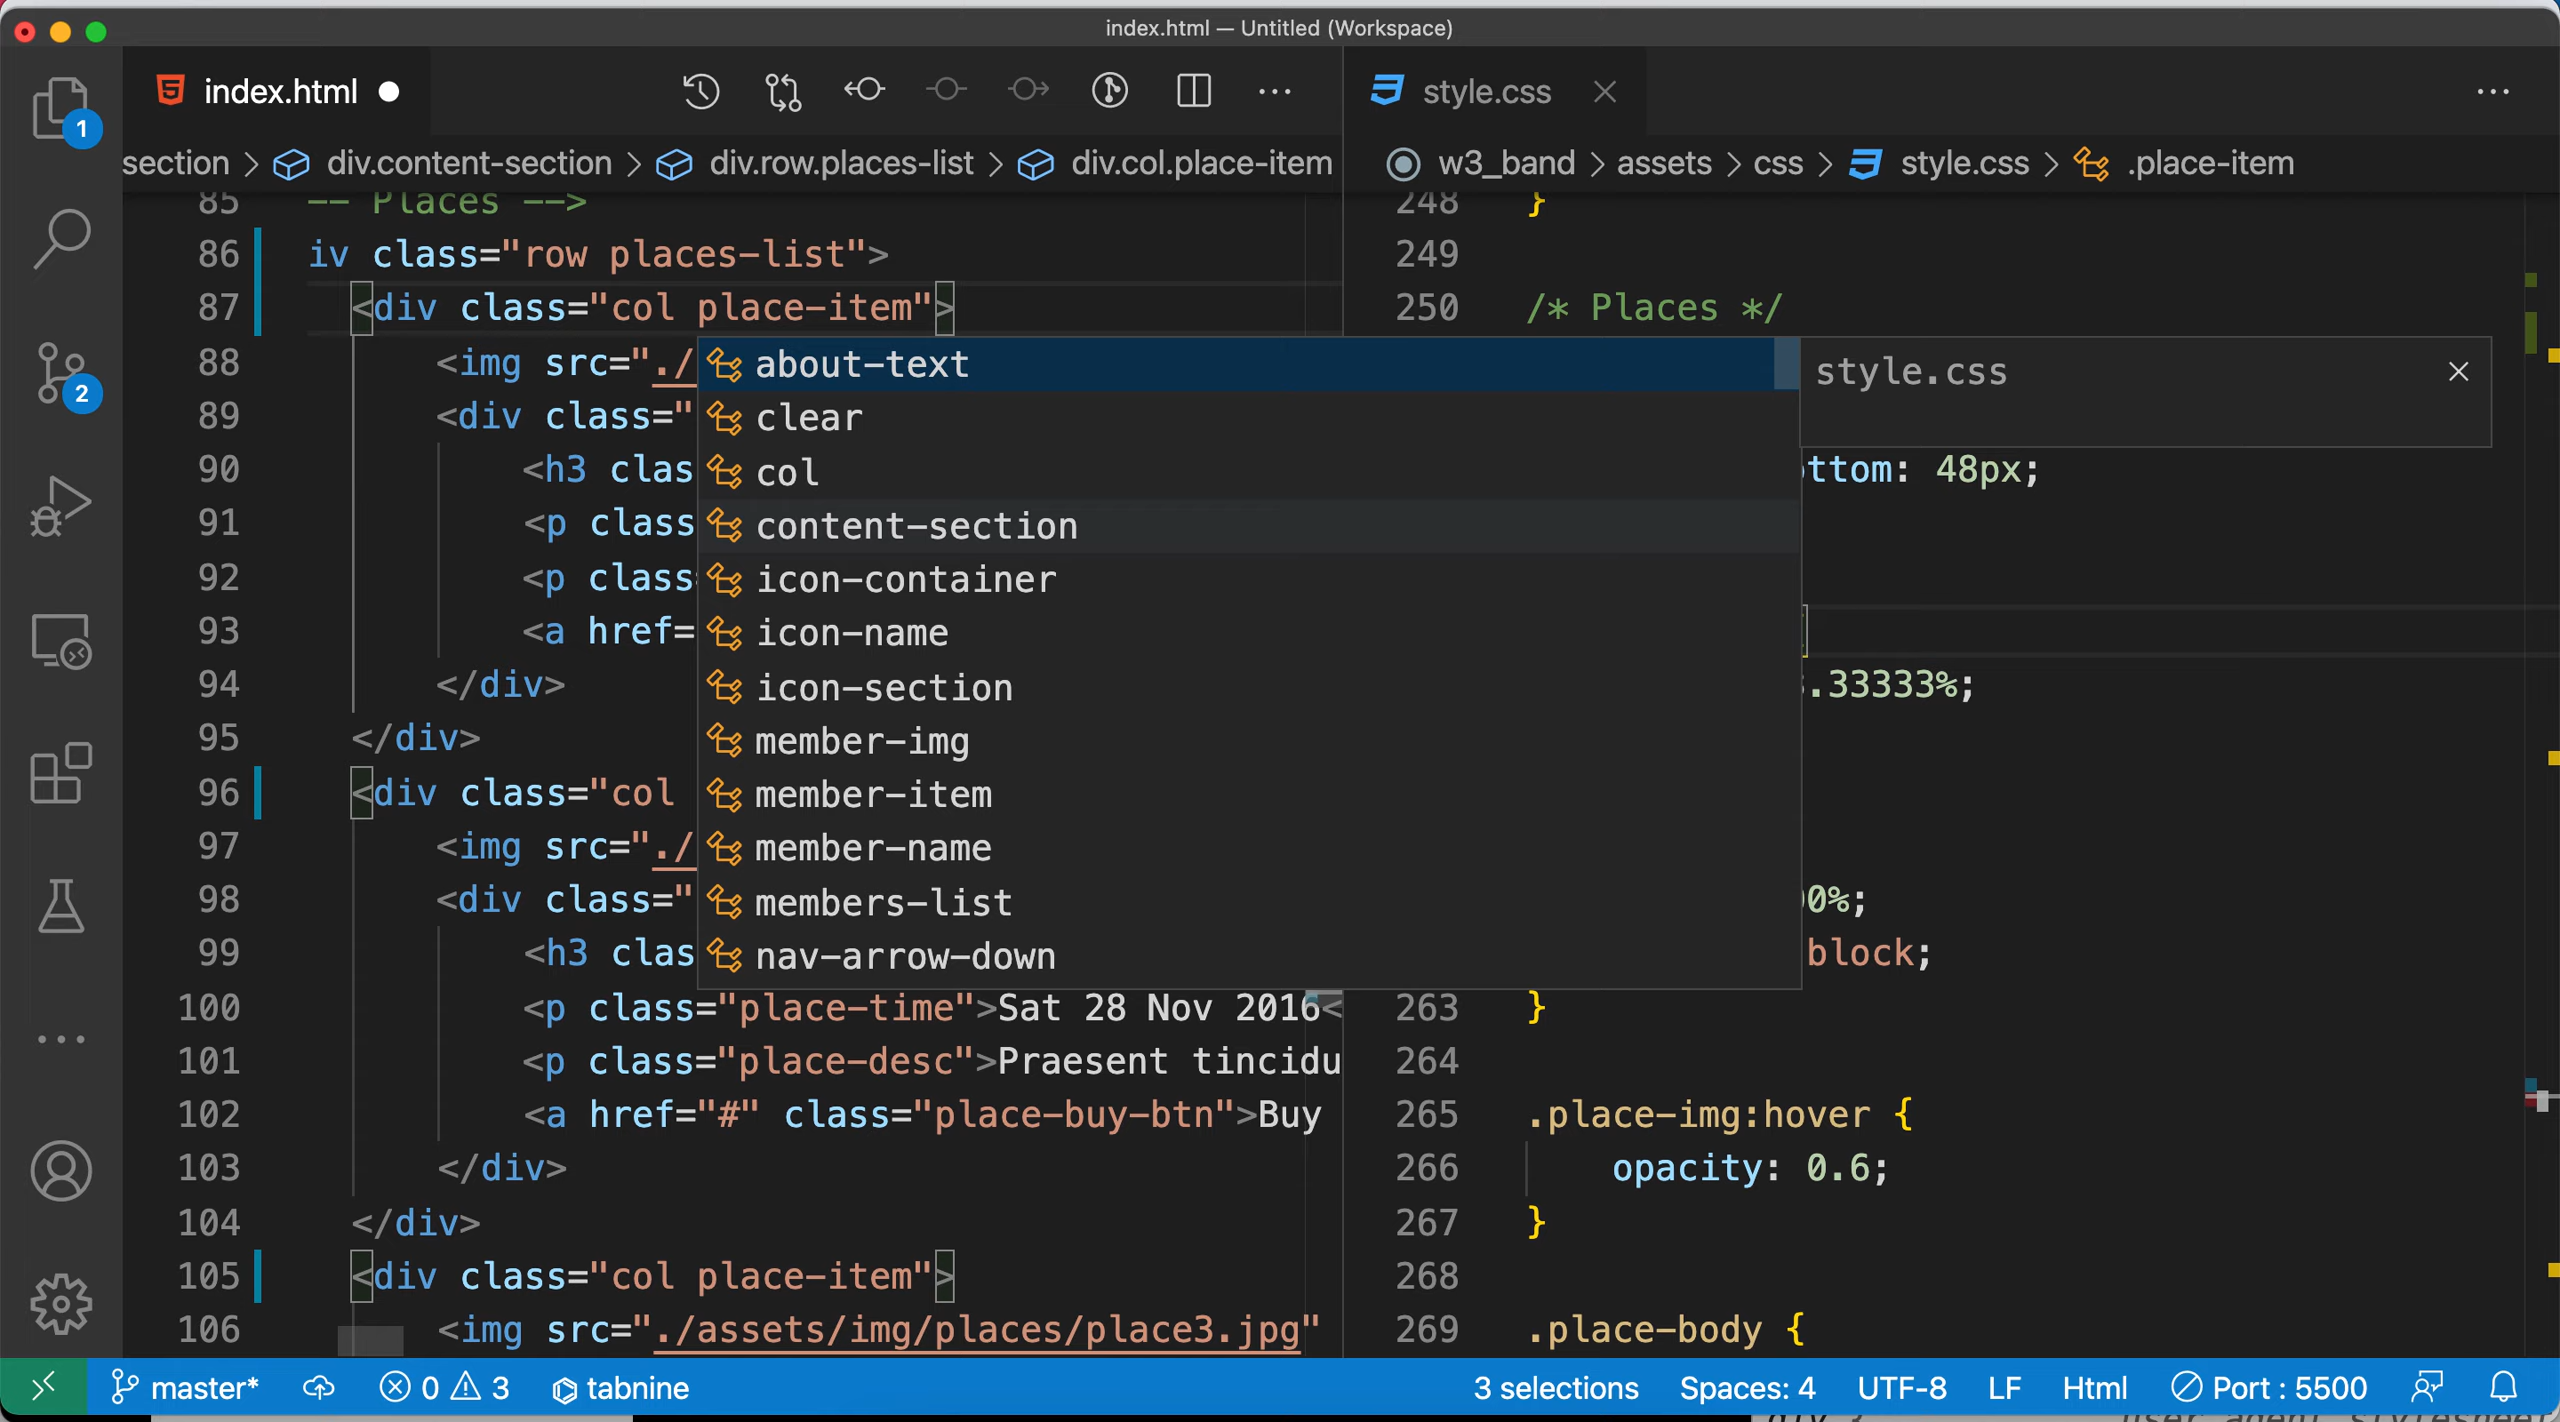 index.html — Untitled (Workspace)
index.html
style.css
section > div.content-section > div.row.places-list > div.col.place-item
w3_band > assets > css > style.css > .place-item
1
2
85 -- Places -->
86 iv class="row places-list">
87 <div class="col place-item">
88 <img src="./
89 <div class="
90 <h3 clas
91 <p class
92 <p class=
93 <a href=
94 </div>
95 </div>
96 <div class="col
97 <img src="./
98 <div class="
99 <h3 clas
100 <p class="place-time">Sat 28 Nov 2016<
101 <p class="place-desc">Praesent tincidu
102 <a href="#" class="place-buy-btn">Buy
103 </div>
104 </div>
105 <div class="col place-item">
106 <img src="./assets/img/places/place3.jpg"
about-text
clear
col
content-section
icon-container
icon-name
icon-section
member-img
member-item
member-name
members-list
nav-arrow-down
style.css
248 }
249
250 /* Places */
ttom: 48px;
.33333%;
0%;
block;
263 }
264
265 .place-img:hover {
266 opacity: 0.6;
267 }
268
269 .place-body {
master* 0 3 tabnine
3 selections Spaces: 4 UTF-8 LF Html Port : 5500